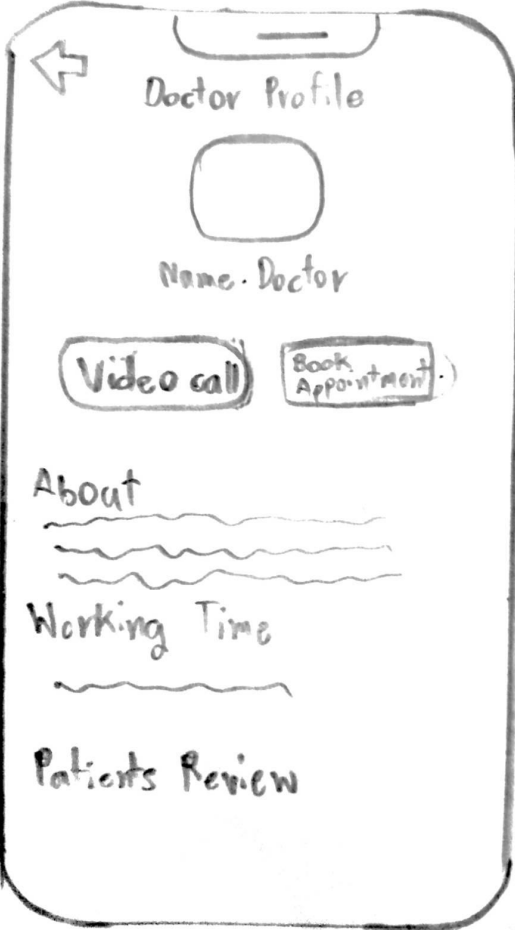 Doctor Profile
Name. Doctor
Video call
Book
Appointment.
About
Working Time
Patients Review